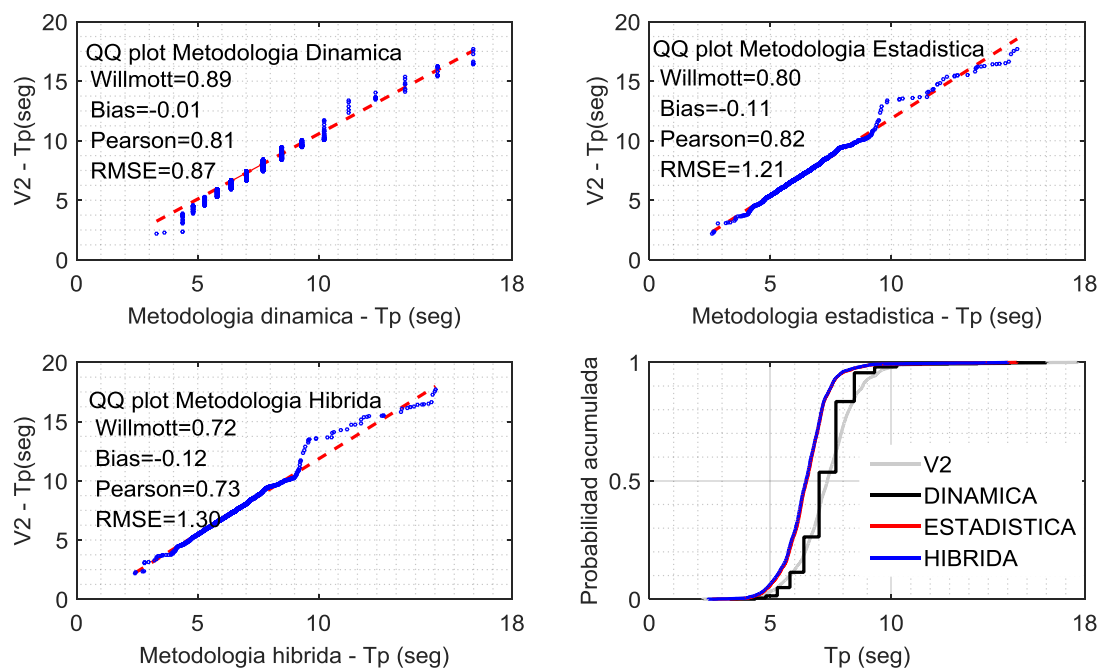 20
15
10
5
0
V2 - Tp(seg)
QQ plot Metodologia Dinamica
Willmott=0.89
Bias=-0.01
Pearson=0.81
RMSE=0.87
0
5
10
18
Metodologia dinamica - Tp (seg)
20
15
10
5
0
V2 - Tp(seg)
QQ plot Metodologia Estadistica
Willmott=0.80
Bias=-0.11
Pearson=0.82
RMSE=1.21
0
5
10
18
Metodologia estadistica - Tp (seg)
20
15
10
5
0
V2 - Tp(seg)
QQ plot Metodologia Hibrida
Willmott=0.72
Bias=-0.12
Pearson=0.73
RMSE=1.30
0
5
10
18
Metodologia hibrida - Tp (seg)
1
0.5
0
Probabilidad acumulada
V2
DINAMICA
ESTADISTICA
HIBRIDA
0
5
10
18
Tp (seg)